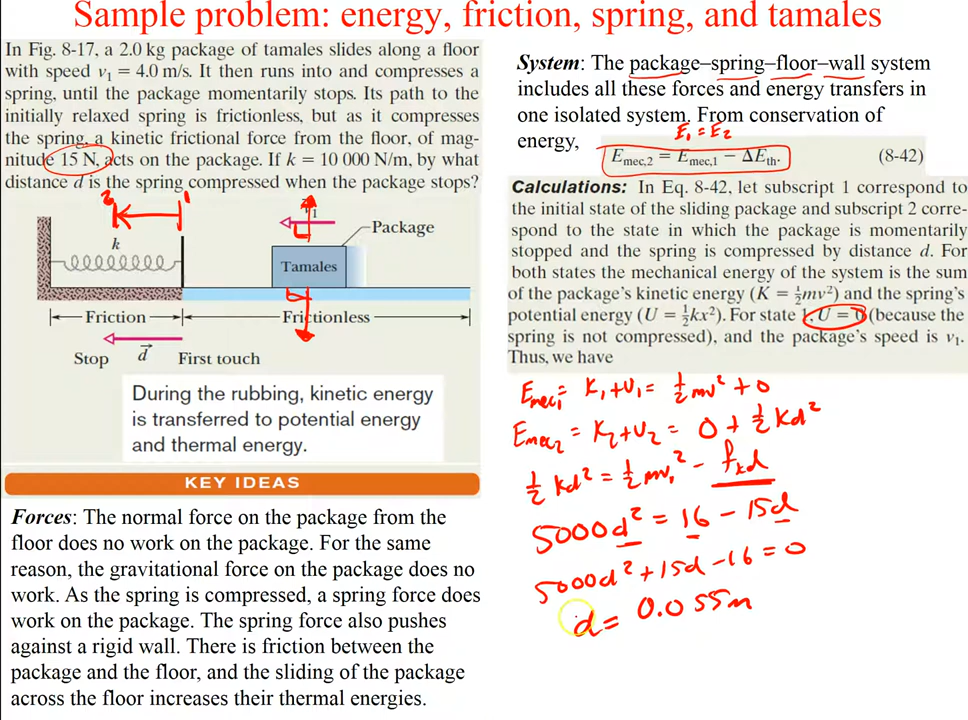 Sample problem: energy, friction, spring, and tamales
In Fig. 8-17, a 2.0 kg package of tamales slides along a floor
with speed v₁ = 4.0 m/s. It then runs into and compresses a
spring, until the package momentarily stops. Its path to the
initially relaxed spring is frictionless, but as it compresses
the spring, a kinetic frictional force from the floor, of mag-
nitude 15 N, acts on the package. If k = 10 000 N/m, by what
distance d is the spring compressed when the package stops?
2 1
k
Package
Tamales
Friction
Frictionless
Stop d⃗ First touch
During the rubbing, kinetic energy
is transferred to potential energy
and thermal energy.
KEY IDEAS
Forces: The normal force on the package from the
floor does no work on the package. For the same
reason, the gravitational force on the package does no
work. As the spring is compressed, a spring force does
work on the package. The spring force also pushes
against a rigid wall. There is friction between the
package and the floor, and the sliding of the package
across the floor increases their thermal energies.
System: The package–spring–floor–wall system
includes all these forces and energy transfers in
one isolated system. From conservation of
energy,
E₁ = E₂
E_mec,2 = E_mec,1 − ΔE_th. (8-42)
Calculations: In Eq. 8-42, let subscript 1 correspond to
the initial state of the sliding package and subscript 2 corre-
spond to the state in which the package is momentarily
stopped and the spring is compressed by distance d. For
both states the mechanical energy of the system is the sum
of the package's kinetic energy (K = ½mv²) and the spring's
potential energy (U = ½kx²). For state 1, U = 0 (because the
spring is not compressed), and the package's speed is v₁.
Thus, we have
E_mec₁ = K₁+U₁ = ½mv² + 0
E_mec₂ = K₂+U₂ = 0 + ½kd²
½kd² = ½mv₁² − f_k d
5000d² = 16 − 15d
5000d² + 15d − 16 = 0
d = 0.055m